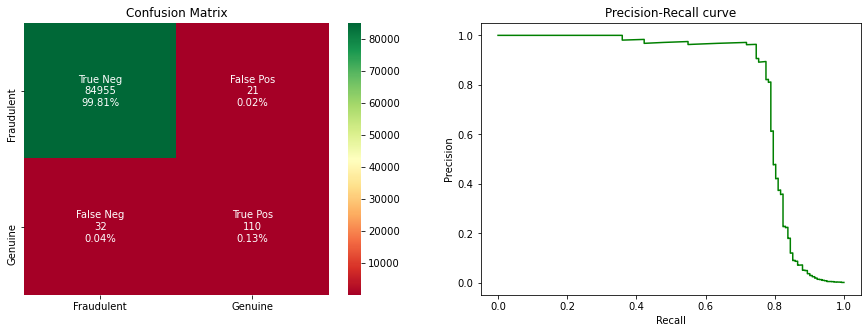 Confusion Matrix
Fraudulent
Genuine
True Neg
84955
99.81%
False Pos
21
0.02%
False Neg
32
0.04%
True Pos
110
0.13%
Fraudulent
Genuine
80000
70000
60000
50000
40000
30000
20000
10000
Precision-Recall curve
Precision
1.0
0.8
0.6
0.4
0.2
0.0
0.0 0.2 0.4 0.6 0.8 1.0
Recall